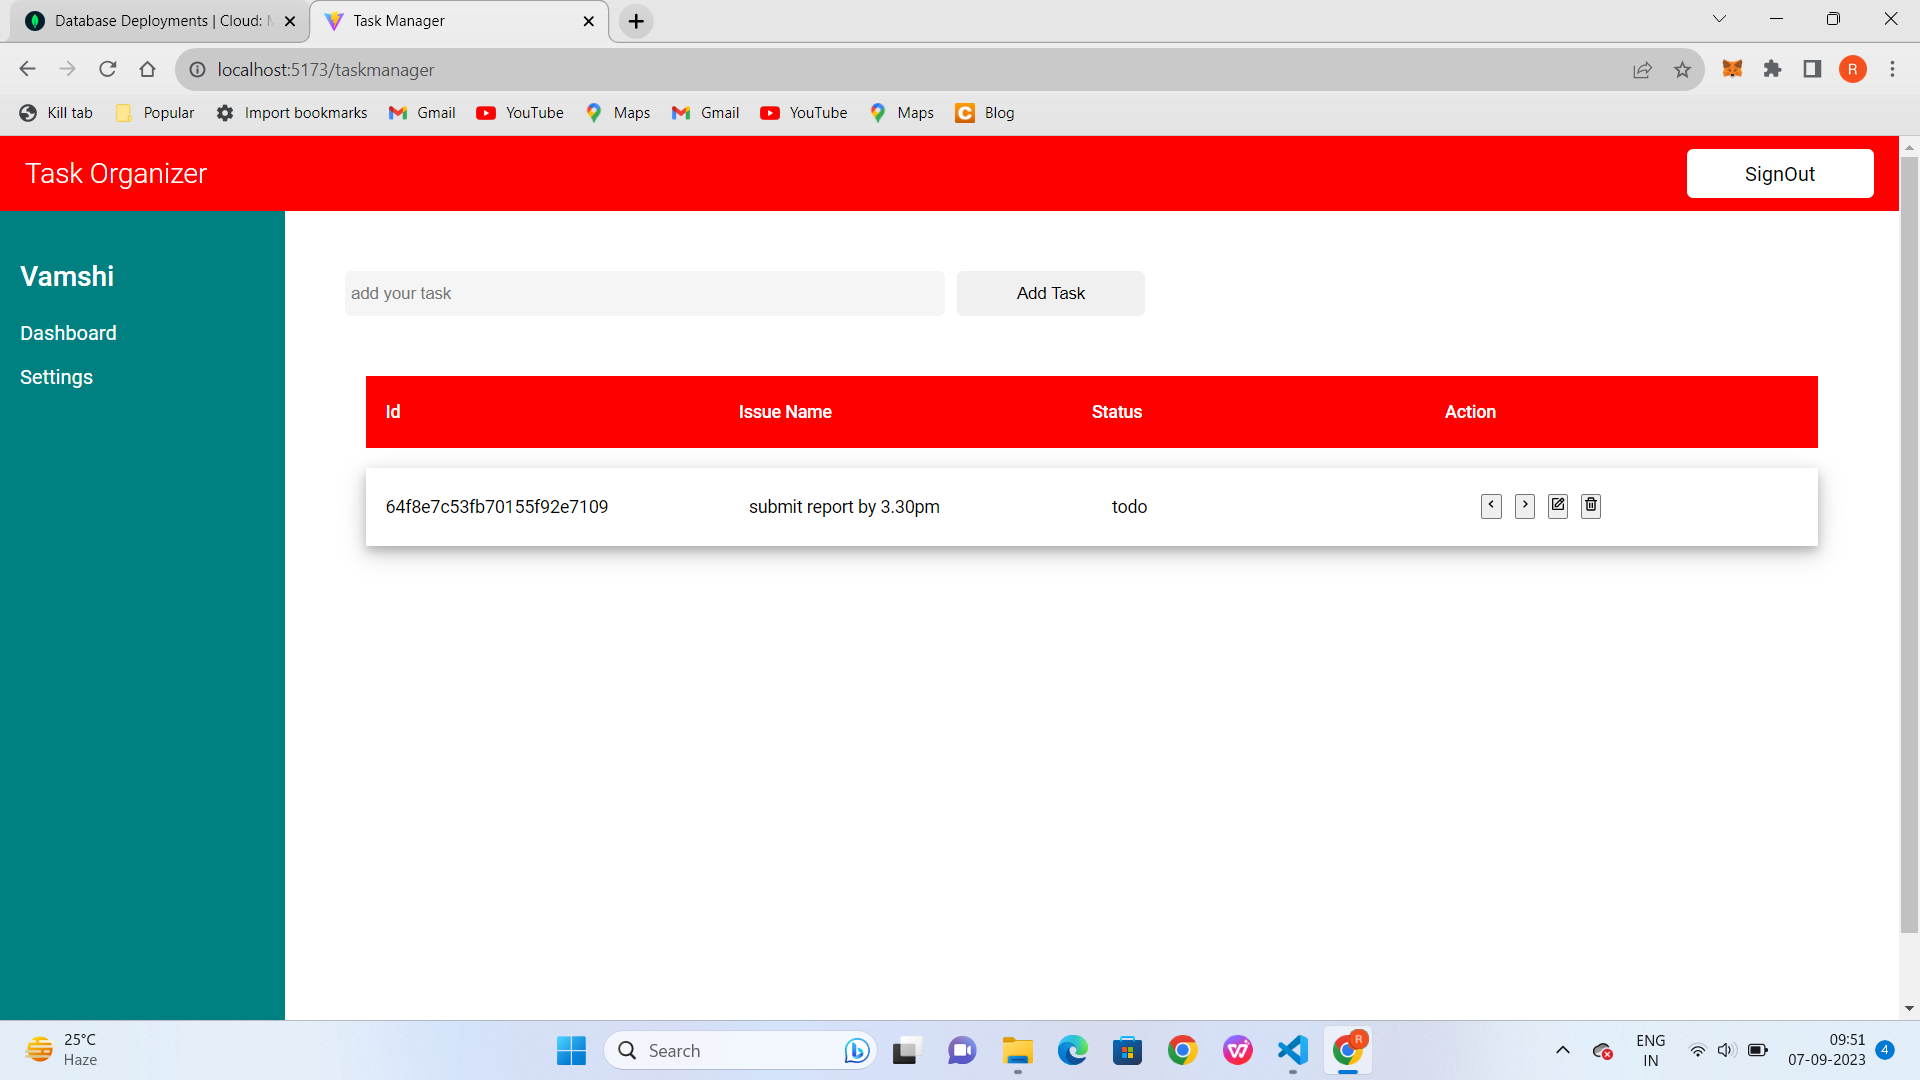 Database Deployments | Cloud: M
Task Manager
localhost:5173/taskmanager
R
Kill tab Popular Import bookmarks Gmail YouTube Maps Gmail YouTube Maps Blog
Task Organizer
SignOut
Vamshi
Dashboard
Settings
add your task
Add Task
Id Issue Name Status Action
64f8e7c53fb70155f92e7109 submit report by 3.30pm todo
25°C
Haze
Search
R
ENG
IN
09:51
07-09-2023
4